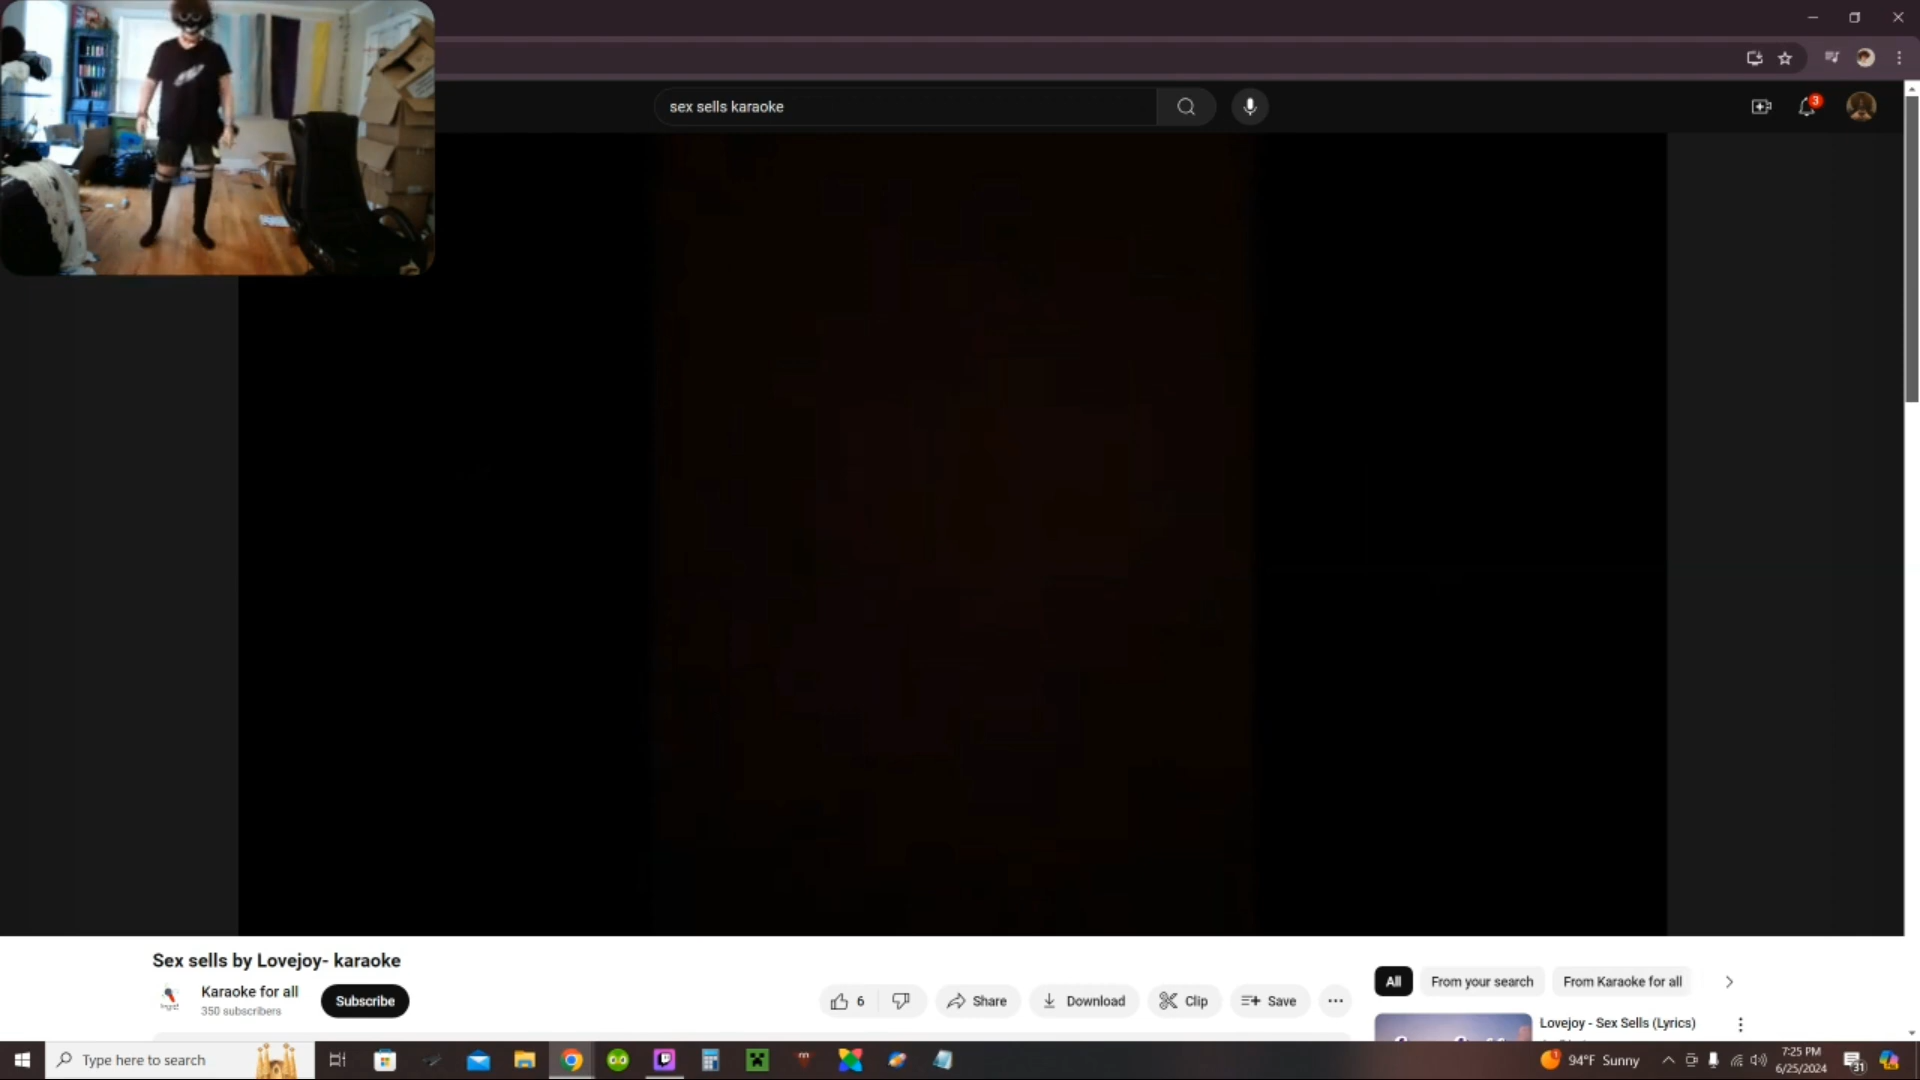 sex sells karaoke
3
Sex sells by Lovejoy- karaoke
Karaoke for all
350 subscribers
Subscribe
6
Share
Download
Clip
Save
All
From your search
From Karaoke for all
Lovejoy - Sex Sells (Lyrics)
Type here to search
94°F Sunny
7:25 PM
6/25/2024
31